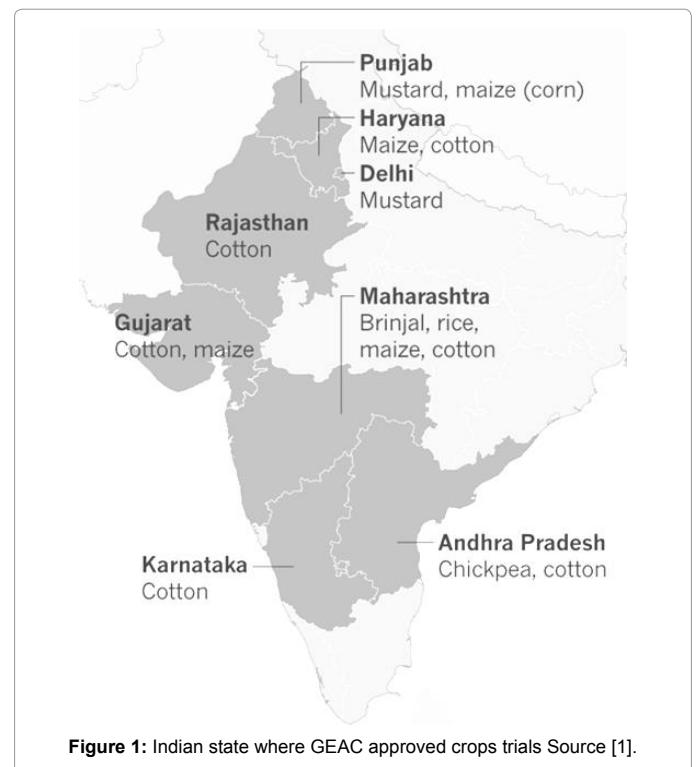 Punjab
Mustard, maize (corn)
Haryana
Maize, cotton
Delhi
Mustard
Rajasthan
Cotton
Maharashtra
Brinjal, rice,
maize, cotton
Gujarat
Cotton, maize
Andhra Pradesh
Chickpea, cotton
Karnataka
Cotton
Figure 1: Indian state where GEAC approved crops trials Source [1].